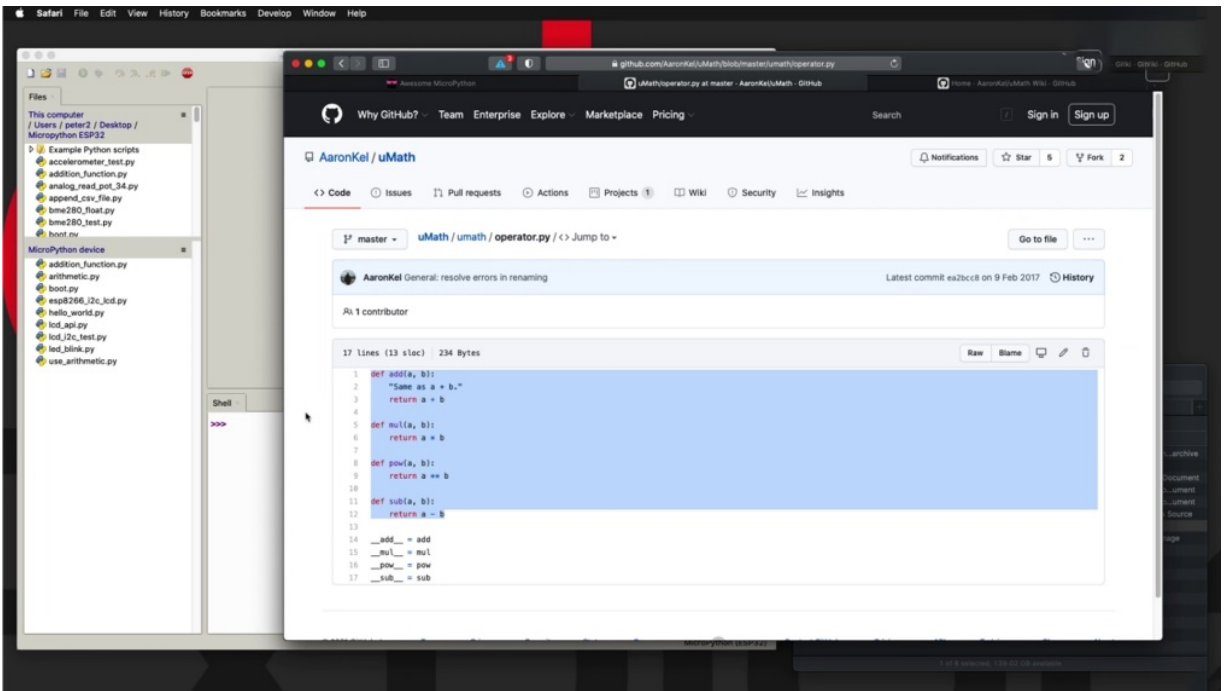 Safari File Edit View History Bookmarks Develop Window Help
github.com/AaronKel/uMath/blob/master/umath/operator.py
Awesome MicroPython
uMath/operator.py at master · AaronKel/uMath · GitHub
Home · AaronKel/uMath Wiki · GitHub
Files
This computer
/ Users / peter2 / Desktop /
Micropython ESP32
Example Python scripts
accelerometer_test.py
addition_function.py
analog_read_pot_34.py
append_csv_file.py
bme280_float.py
bme280_test.py
boot.py
MicroPython device
addition_function.py
arithmetic.py
boot.py
esp8266_i2c_lcd.py
hello_world.py
lcd_api.py
lcd_i2c_test.py
led_blink.py
use_arithmetic.py
Shell
>>>
Why GitHub? Team Enterprise Explore Marketplace Pricing Search / Sign in Sign up
AaronKel / uMath
Notifications Star 5 Fork 2
<> Code Issues Pull requests Actions Projects 1 Wiki Security Insights
master uMath / umath / operator.py / <> Jump to Go to file ...
AaronKel General: resolve errors in renaming Latest commit ea2bcc8 on 9 Feb 2017 History
1 contributor
17 lines (13 sloc) 234 Bytes Raw Blame
1 def add(a, b):
2 "Same as a + b."
3 return a + b
4
5 def mul(a, b):
6 return a * b
7
8 def pow(a, b):
9 return a ** b
10
11 def sub(a, b):
12 return a - b
13
14 __add__ = add
15 __mul__ = mul
16 __pow__ = pow
17 __sub__ = sub
MicroPython (ESP32)